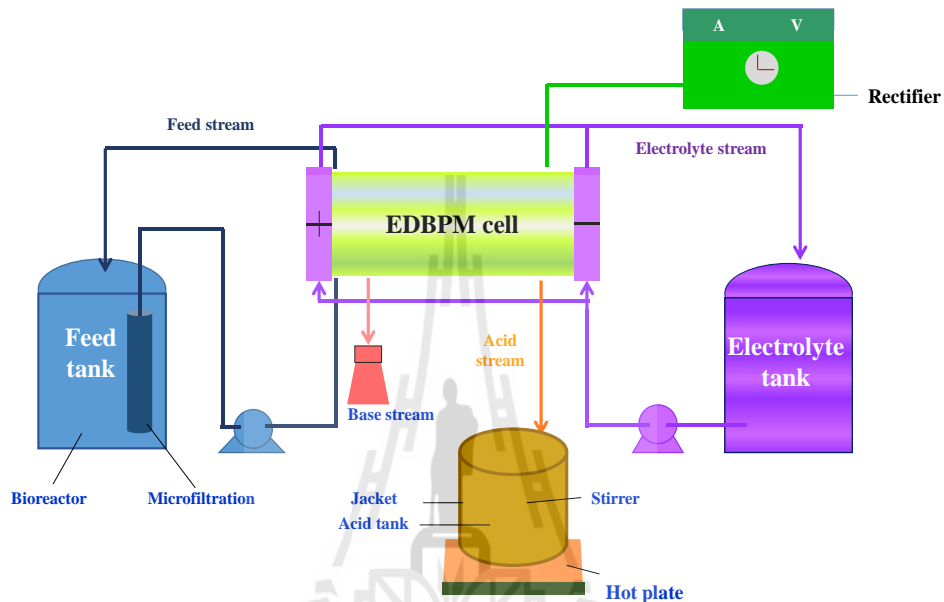 A V
Rectifier
Feed stream
Electrolyte stream
EDBPM cell
Feed
tank
Electrolyte
tank
Acid
stream
Base stream
Bioreactor
Microfiltration
Jacket
Stirrer
Acid tank
Hot plate